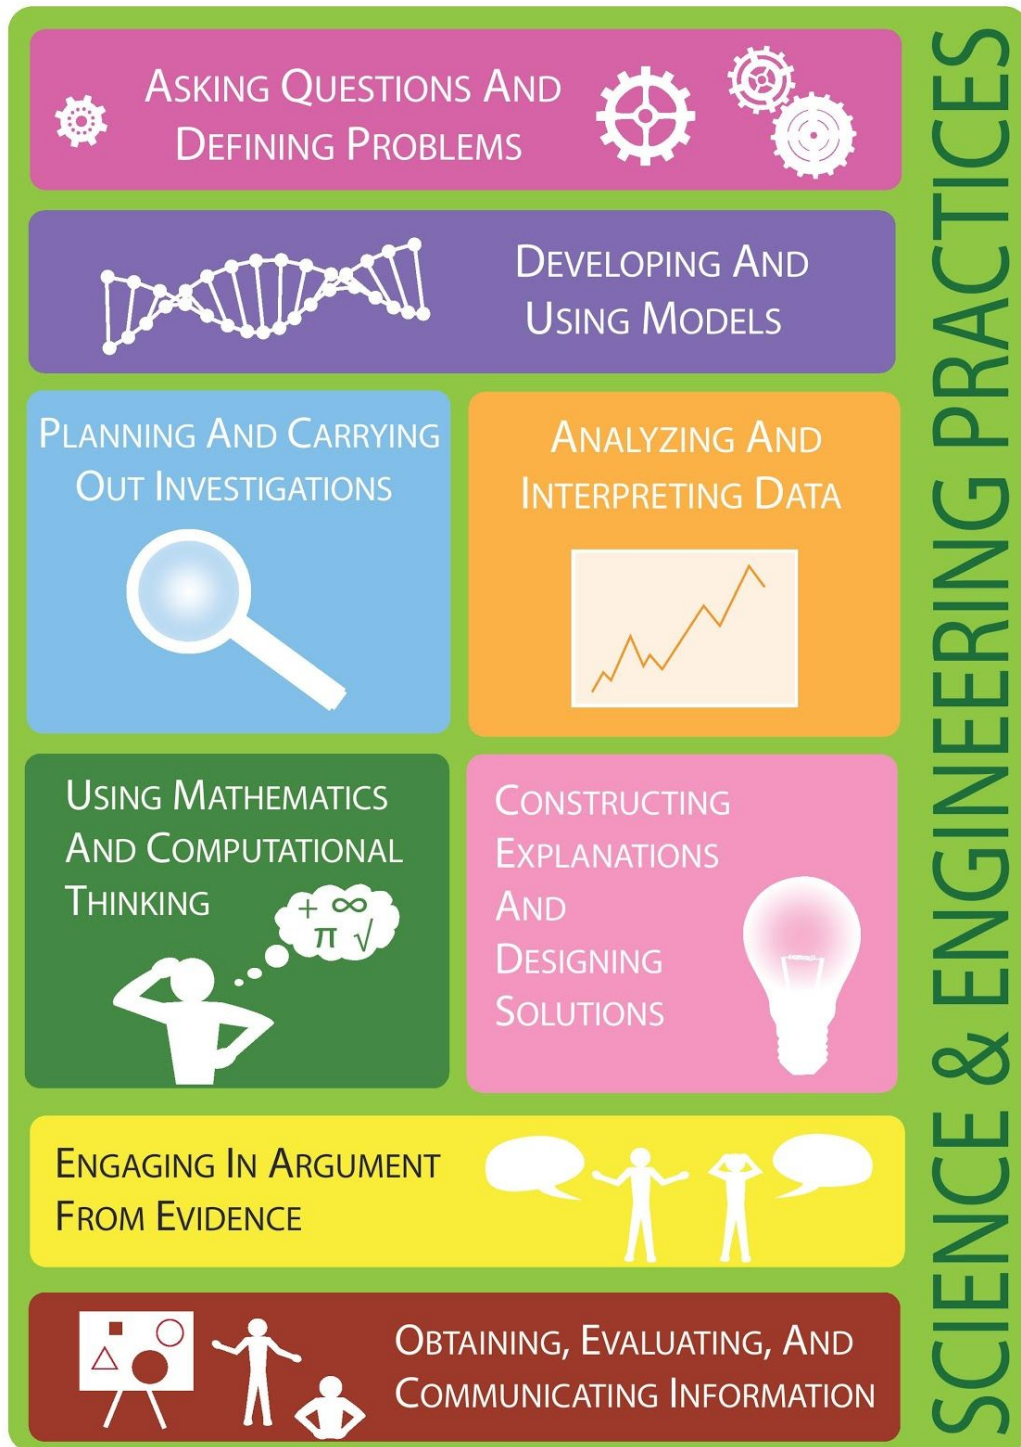 ASKING QUESTIONS AND
DEFINING PROBLEMS
DEVELOPING AND
USING MODELS
PLANNING AND CARRYING
OUT INVESTIGATIONS
ANALYZING AND
INTERPRETING DATA
USING MATHEMATICS
AND COMPUTATIONAL
THINKING
+ ∞
π √
CONSTRUCTING
EXPLANATIONS
AND
DESIGNING
SOLUTIONS
ENGAGING IN ARGUMENT
FROM EVIDENCE
OBTAINING, EVALUATING, AND
COMMUNICATING INFORMATION
SCIENCE & ENGINEERING PRACTICES